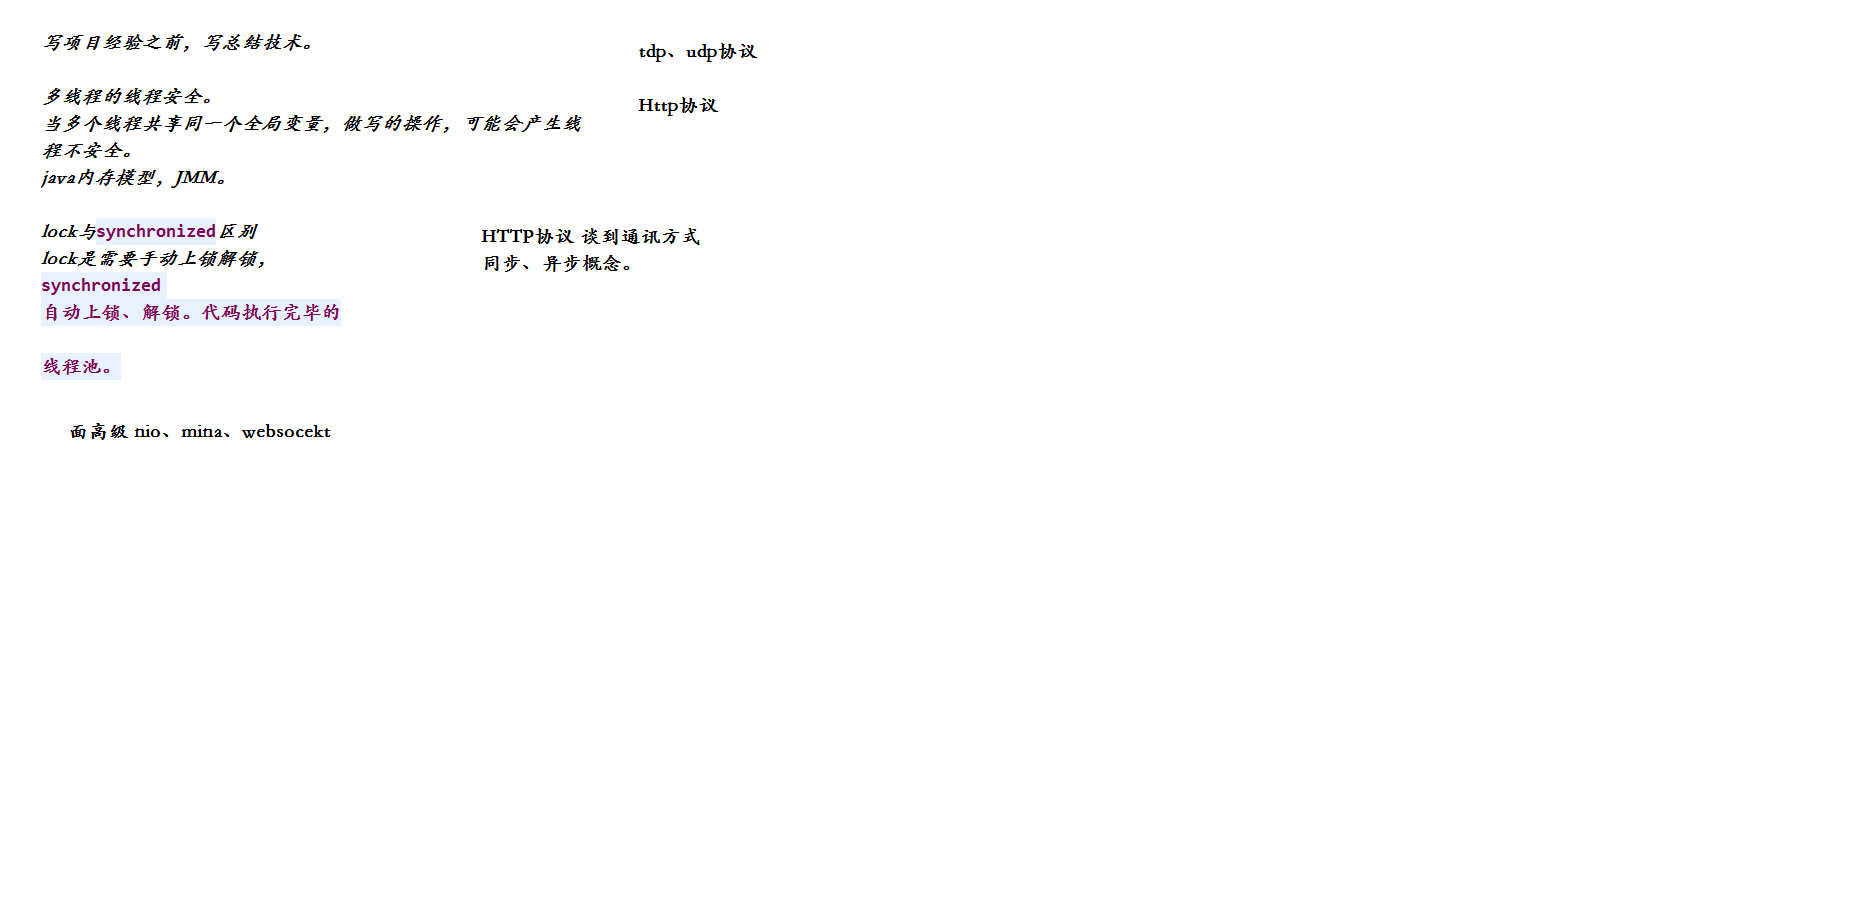 写项目经验之前，写总结技术。
多线程的线程安全。
当多个线程共享同一个全局变量，做写的操作，可能会产生线
程不安全。
java内存模型，JMM。
lock与synchronized区别
lock是需要手动上锁解锁，
synchronized
自动上锁、解锁。代码执行完毕的
线程池。
面高级 nio、mina、websocekt
tdp、udp协议
Http协议
HTTP协议 谈到通讯方式
同步、异步概念。